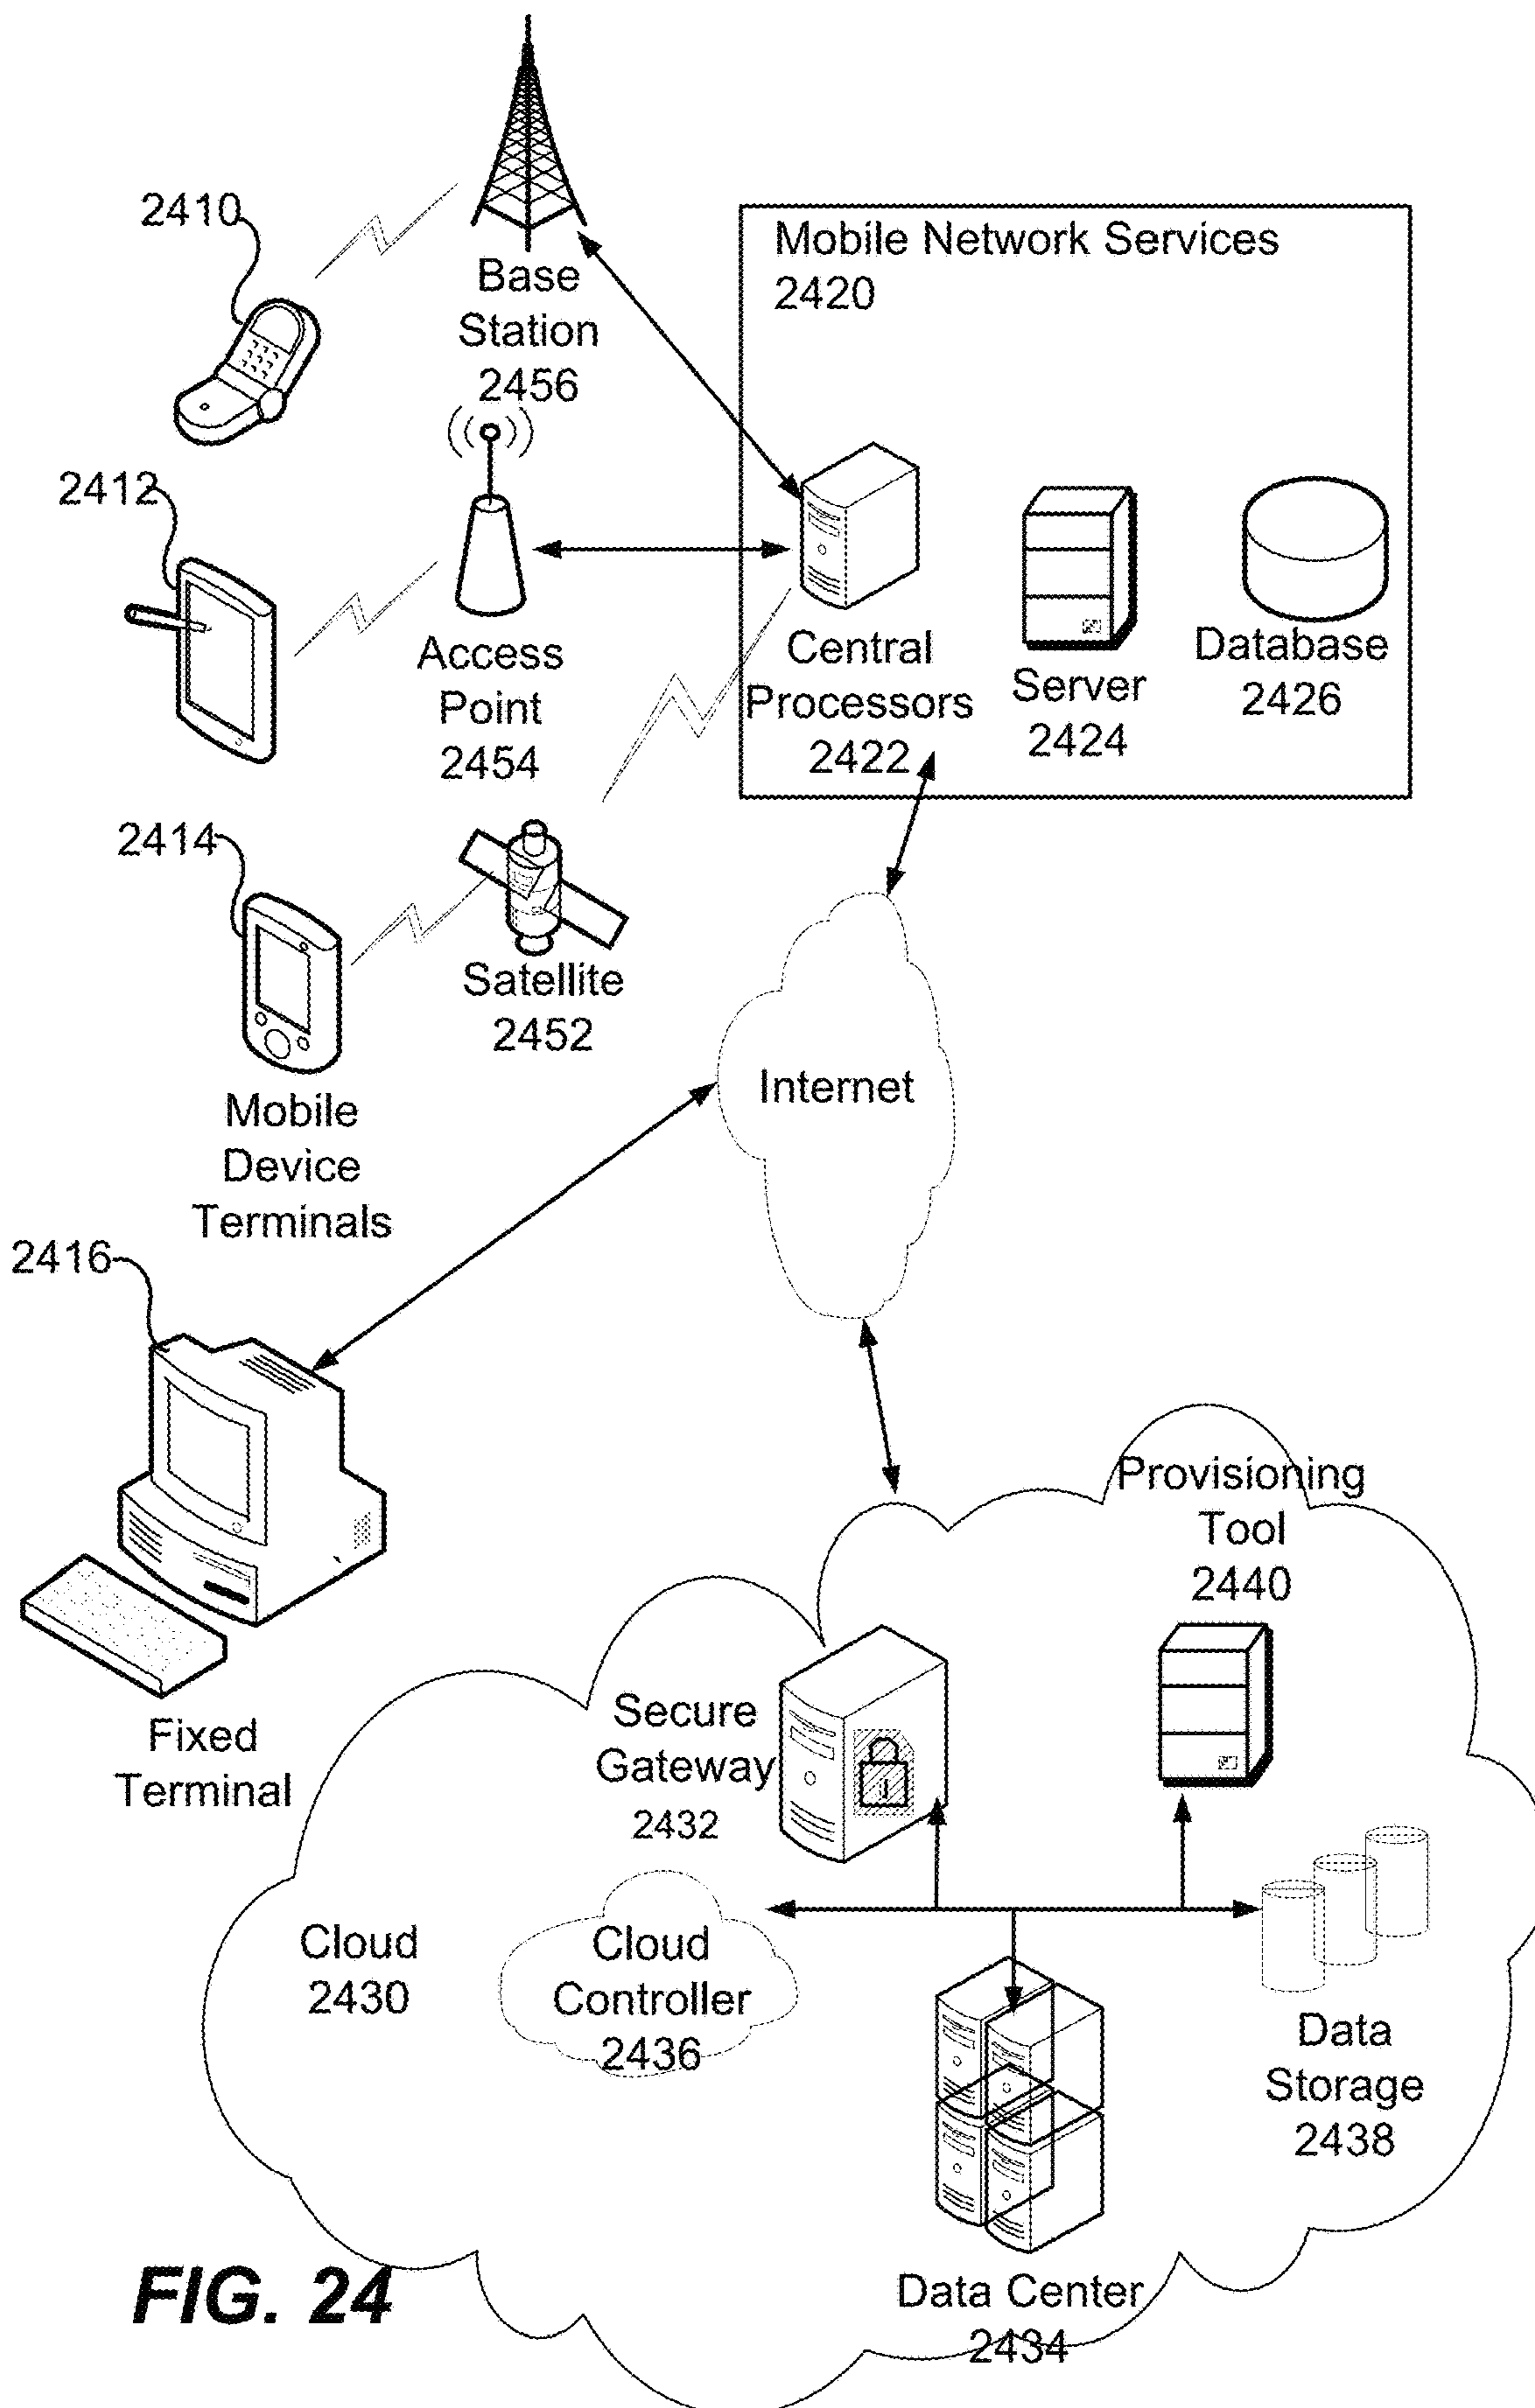 2410
Base
Station
2456
Mobile Network Services
2420
2412
Access
Point
2454
Central
Processors
2422
Server
2424
Database
2426
2414
Satellite
2452
Mobile
Device
Terminals
Internet
2416
Fixed
Terminal
Provisioning
Tool
2440
Secure
Gateway
2432
Cloud
2430
Cloud
Controller
2436
Data
Storage
2438
Data Center
2434
FIG. 24